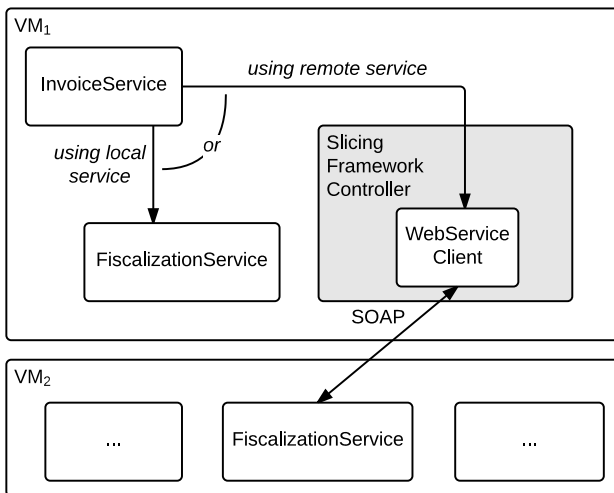 VM₁
InvoiceService
using remote service
using local
service
or
Slicing
Framework
Controller
FiscalizationService
WebService
Client
SOAP
VM₂
...
FiscalizationService
...